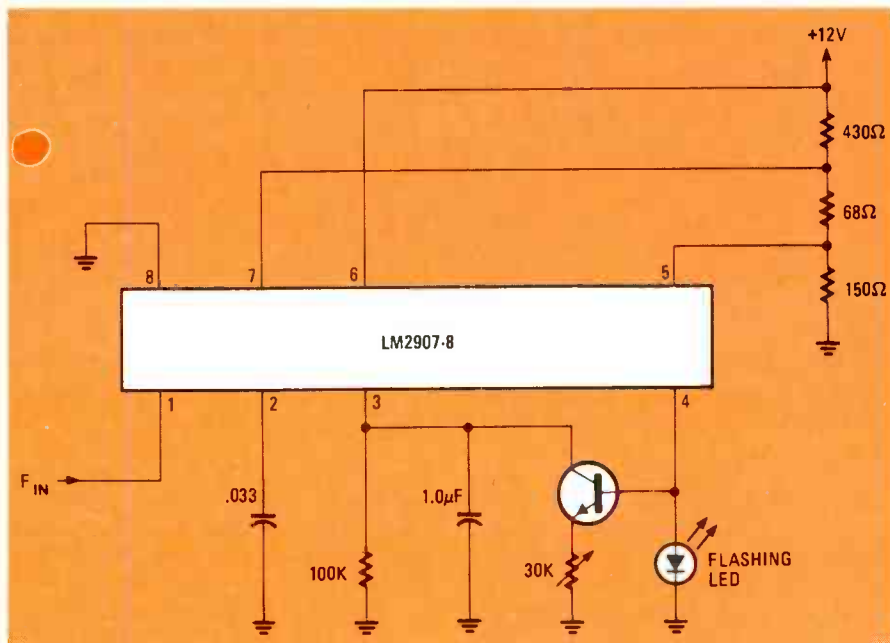 +12V
430Ω
68Ω
8
7
6
5
150Ω
LM2907-8
1
2
3
4
F IN
.033
1.0µF
100K
30K
FLASHING
LED